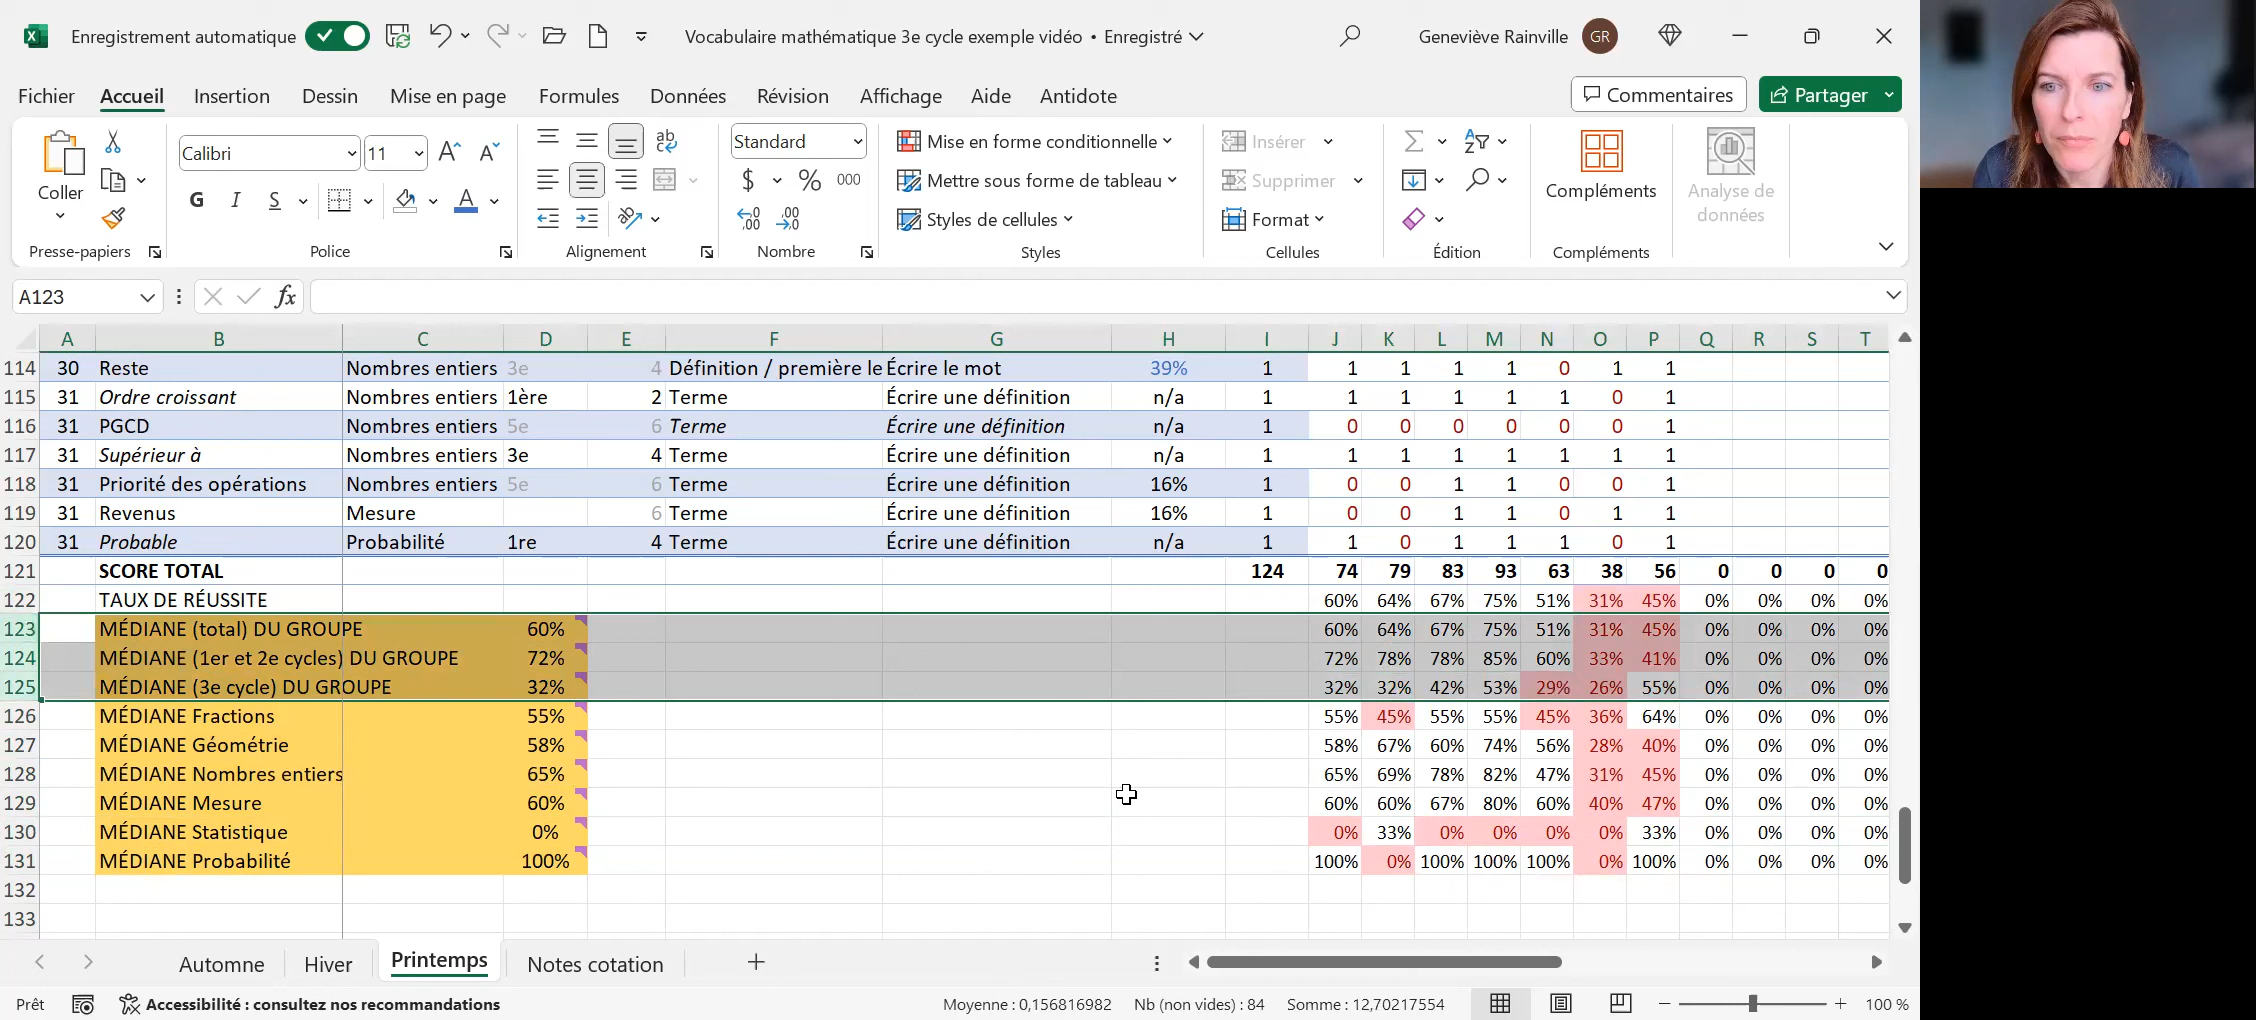 Enregistrement automatique Vocabulaire mathématique 3e cycle exemple vidéo • Enregistré Geneviève Rainville GR
Fichier Accueil Insertion Dessin Mise en page Formules Données Révision Affichage Aide Antidote Commentaires Partager
Coller
Presse-papiers
Calibri 11
G I S A
Police
Alignement
Standard
$ % 000
Nombre
Mise en forme conditionnelle
Mettre sous forme de tableau
Styles de cellules
Styles
Insérer
Supprimer
Format
Cellules
Édition
Compléments
Compléments
Analyse de
données
A123 fx
A B C D E F G H I J K L M N O P Q R S T
114 30 Reste Nombres entiers 3e 4 Définition / première le Écrire le mot 39% 1 1 1 1 1 0 1 1
115 31 Ordre croissant Nombres entiers 1ère 2 Terme Écrire une définition n/a 1 1 1 1 1 1 0 1
116 31 PGCD Nombres entiers 5e 6 Terme Écrire une définition n/a 1 0 0 0 0 0 0 1
117 31 Supérieur à Nombres entiers 3e 4 Terme Écrire une définition n/a 1 1 1 1 1 1 1 1
118 31 Priorité des opérations Nombres entiers 5e 6 Terme Écrire une définition 16% 1 0 0 1 1 0 0 1
119 31 Revenus Mesure 6 Terme Écrire une définition 16% 1 0 0 1 1 0 1 1
120 31 Probable Probabilité 1re 4 Terme Écrire une définition n/a 1 1 0 1 1 1 0 1
121 SCORE TOTAL 124 74 79 83 93 63 38 56 0 0 0 0
122 TAUX DE RÉUSSITE 60% 64% 67% 75% 51% 31% 45% 0% 0% 0% 0%
123 MÉDIANE (total) DU GROUPE 60% 60% 64% 67% 75% 51% 31% 45% 0% 0% 0% 0%
124 MÉDIANE (1er et 2e cycles) DU GROUPE 72% 72% 78% 78% 85% 60% 33% 41% 0% 0% 0% 0%
125 MÉDIANE (3e cycle) DU GROUPE 32% 32% 32% 42% 53% 29% 26% 55% 0% 0% 0% 0%
126 MÉDIANE Fractions 55% 55% 45% 55% 55% 45% 36% 64% 0% 0% 0% 0%
127 MÉDIANE Géométrie 58% 58% 67% 60% 74% 56% 28% 40% 0% 0% 0% 0%
128 MÉDIANE Nombres entiers 65% 65% 69% 78% 82% 47% 31% 45% 0% 0% 0% 0%
129 MÉDIANE Mesure 60% 60% 60% 67% 80% 60% 40% 47% 0% 0% 0% 0%
130 MÉDIANE Statistique 0% 0% 33% 0% 0% 0% 0% 33% 0% 0% 0% 0%
131 MÉDIANE Probabilité 100% 100% 0% 100% 100% 100% 0% 100% 0% 0% 0% 0%
132
133
Automne Hiver Printemps Notes cotation
Prêt Accessibilité : consultez nos recommandations Moyenne : 0,156816982 Nb (non vides) : 84 Somme : 12,70217554 100 %